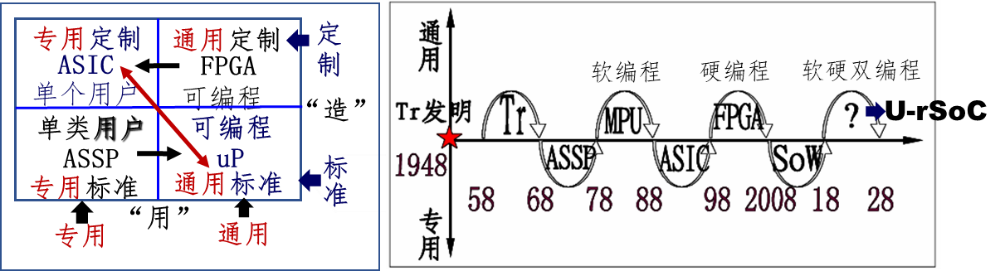 专用定制
ASIC
单个用户
通用定制
FPGA
可编程
定制
单类用户
ASSP
专用标准
可编程
uP
通用标准
标准
“造”
“用”
专用
通用
通用
Tr发明
1948
专用
软编程
硬编程
软硬双编程
Tr
MPU
FPGA
?
U-rSoC
ASSP
ASIC
SoW
58
68
78
88
98
2008
18
28